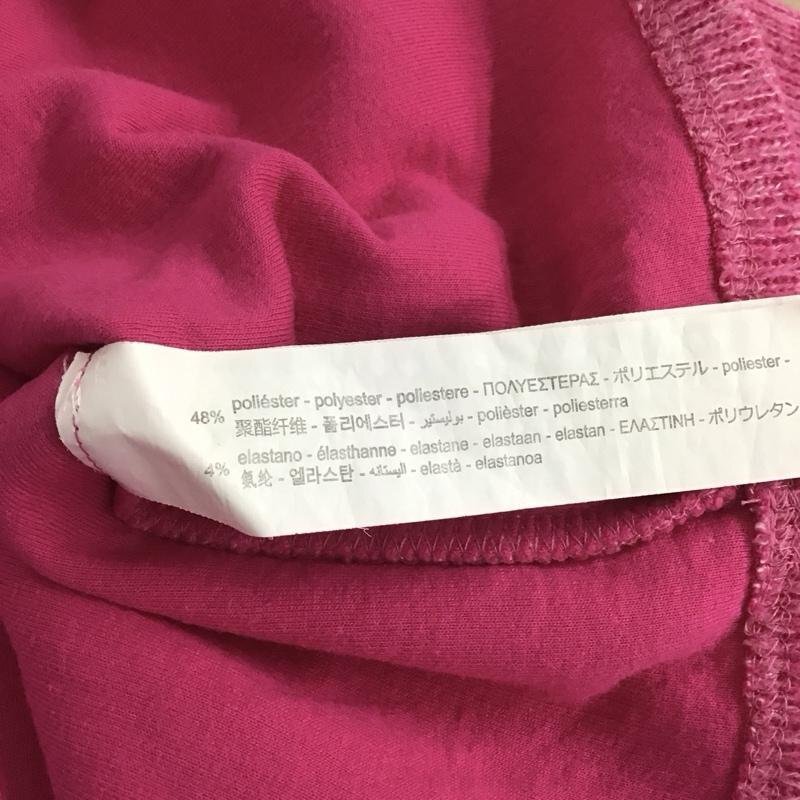 48% poliéster - polyester - poliestere - ΠΟΛΥΕΣΤΕΡΑΣ - ポリエステル - poliester -
聚酯纤维 - 폴리에스터 - بوليستير - polièster - poliesterra
4% elastano - élasthanne - elastane - elastaan - elastan - ΕΛΑΣΤΙΝΗ - ポリウレタン
氨纶 - 엘라스탄 - اليستانه - elastà - elastanoa